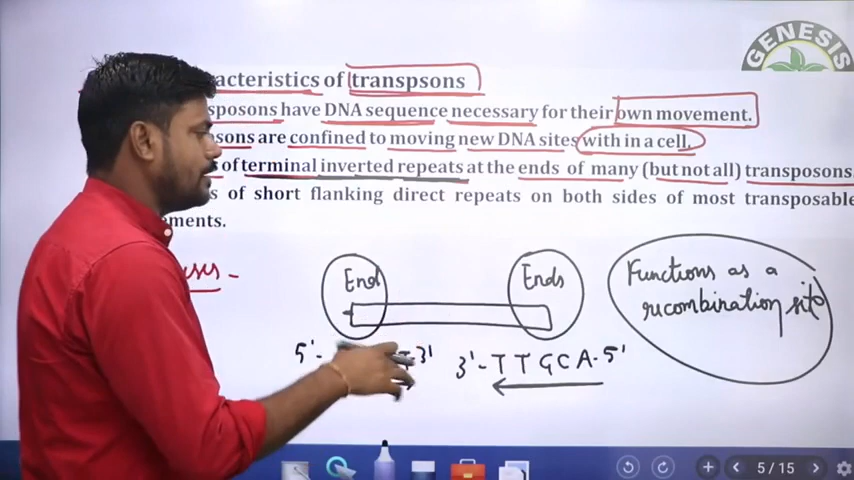 GENESIS
acteristics of transpsons
sposons have DNA sequence necessary for their own movement.
sons are confined to moving new DNA sites with in a cell.
of terminal inverted repeats at the ends of many (but not all) transposons.
s of short flanking direct repeats on both sides of most transposable
ments.
End Ends
Functions as a
recombination site
5'- T-3' 3'-TTGCA-5'
5/15